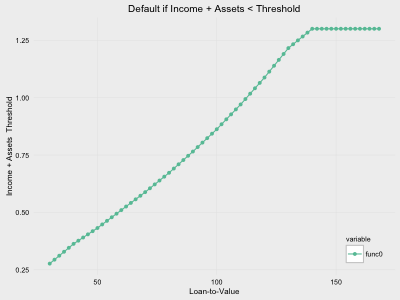 Default if Income + Assets < Threshold
Income + Assets  Threshold
1.25
1.00
0.75
0.50
0.25
50
100
150
Loan-to-Value
variable
func0